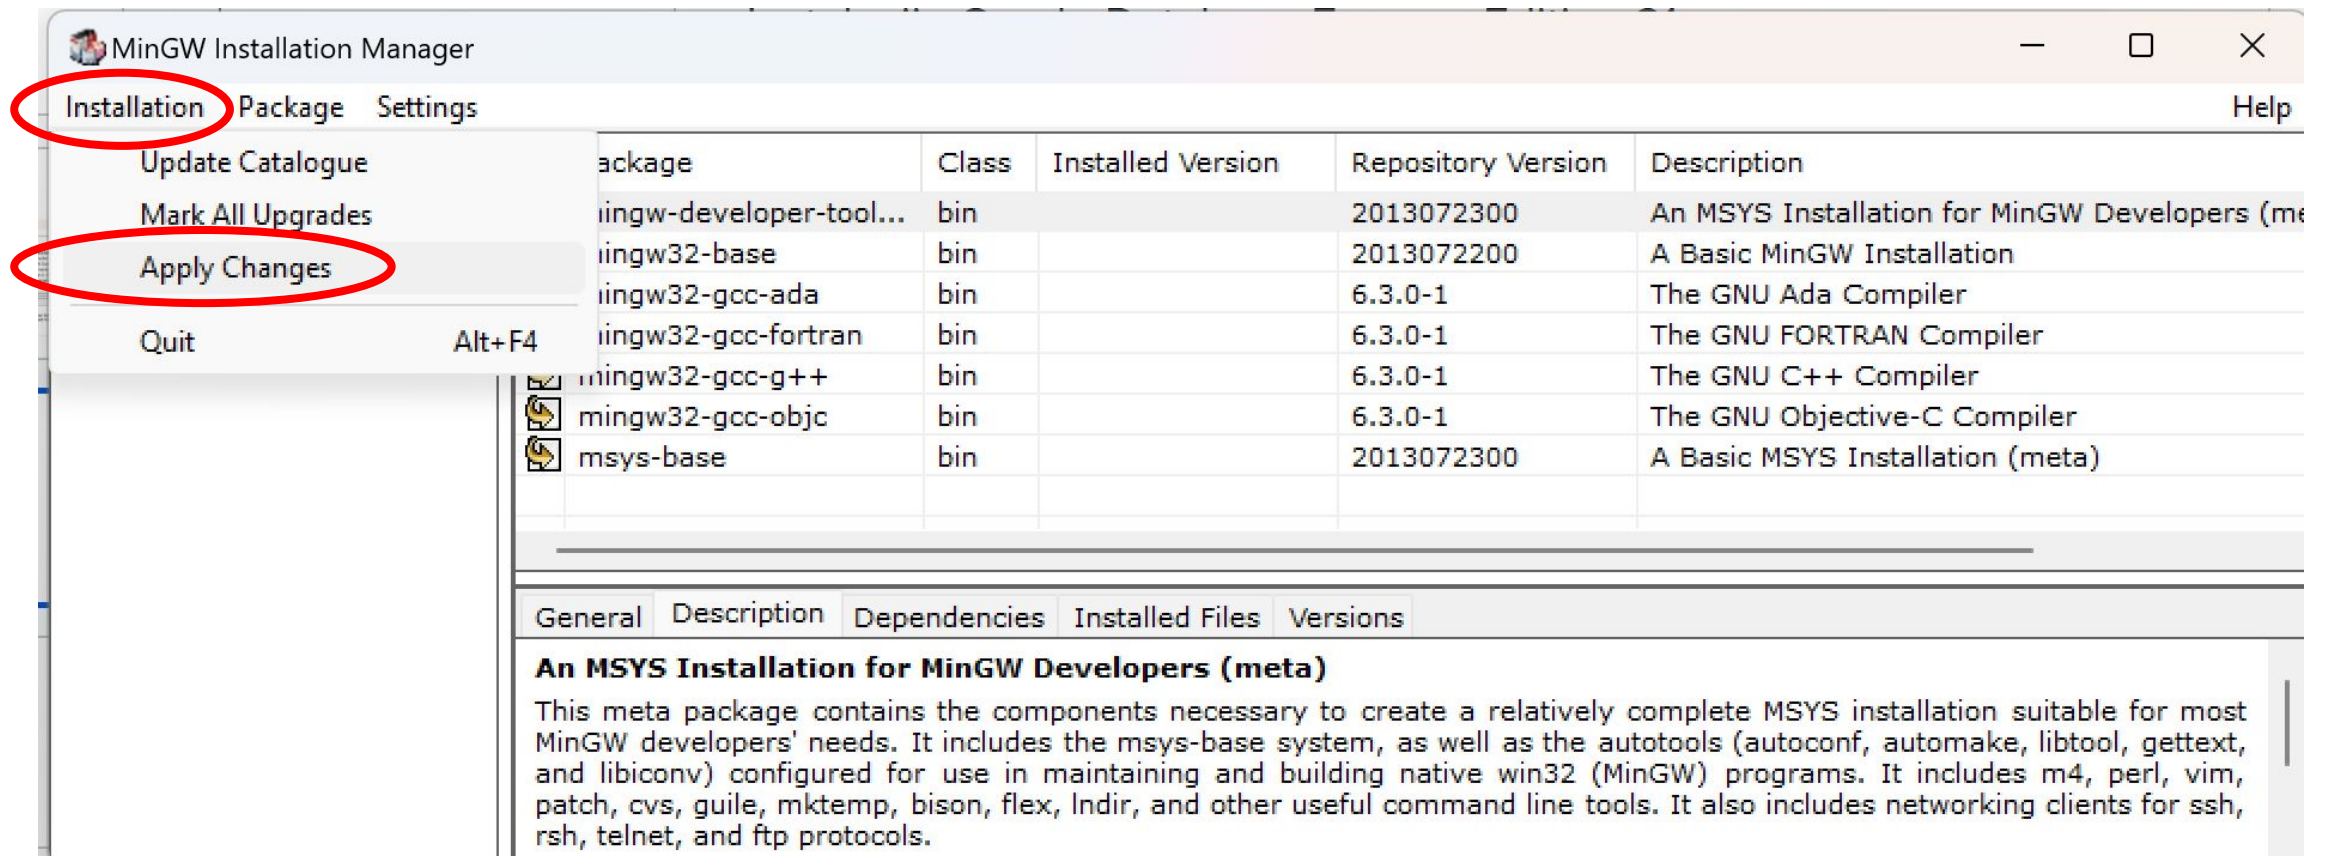 MinGW Installation Manager
Installation Package Settings Help
Update Catalogue
Mark All Upgrades
Apply Changes
Quit Alt+F4
ackage Class Installed Version Repository Version Description
ingw-developer-tool... bin 2013072300 An MSYS Installation for MinGW Developers (me
ingw32-base bin 2013072200 A Basic MinGW Installation
ingw32-gcc-ada bin 6.3.0-1 The GNU Ada Compiler
ingw32-gcc-fortran bin 6.3.0-1 The GNU FORTRAN Compiler
mingw32-gcc-g++ bin 6.3.0-1 The GNU C++ Compiler
mingw32-gcc-objc bin 6.3.0-1 The GNU Objective-C Compiler
msys-base bin 2013072300 A Basic MSYS Installation (meta)
General Description Dependencies Installed Files Versions
An MSYS Installation for MinGW Developers (meta)
This meta package contains the components necessary to create a relatively complete MSYS installation suitable for most
MinGW developers' needs. It includes the msys-base system, as well as the autotools (autoconf, automake, libtool, gettext,
and libiconv) configured for use in maintaining and building native win32 (MinGW) programs. It includes m4, perl, vim,
patch, cvs, guile, mktemp, bison, flex, lndir, and other useful command line tools. It also includes networking clients for ssh,
rsh, telnet, and ftp protocols.